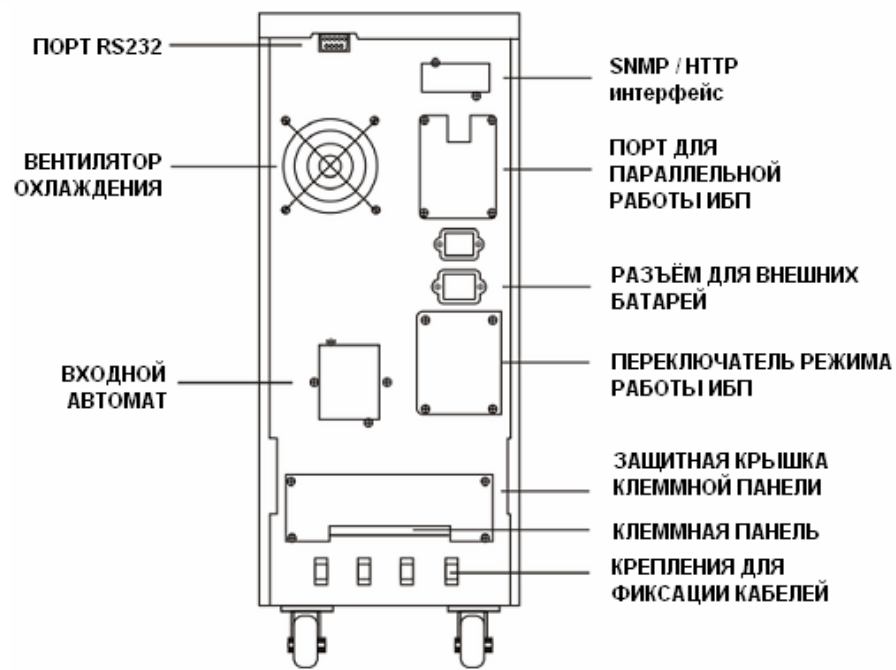 ПОРТ RS232
ВЕНТИЛЯТОР
ОХЛАЖДЕНИЯ
ВХОДНОЙ
АВТОМАТ
SNMP / HTTP
интерфейс
ПОРТ ДЛЯ
ПАРАЛЛЕЛЬНОЙ
РАБОТЫ ИБП
РАЗЪЁМ ДЛЯ ВНЕШНИХ
БАТАРЕЙ
ПЕРЕКЛЮЧАТЕЛЬ РЕЖИМА
РАБОТЫ ИБП
ЗАЩИТНАЯ КРЫШКА
КЛЕММНОЙ ПАНЕЛИ
КЛЕММНАЯ ПАНЕЛЬ
КРЕПЛЕНИЯ ДЛЯ
ФИКСАЦИИ КАБЕЛЕЙ